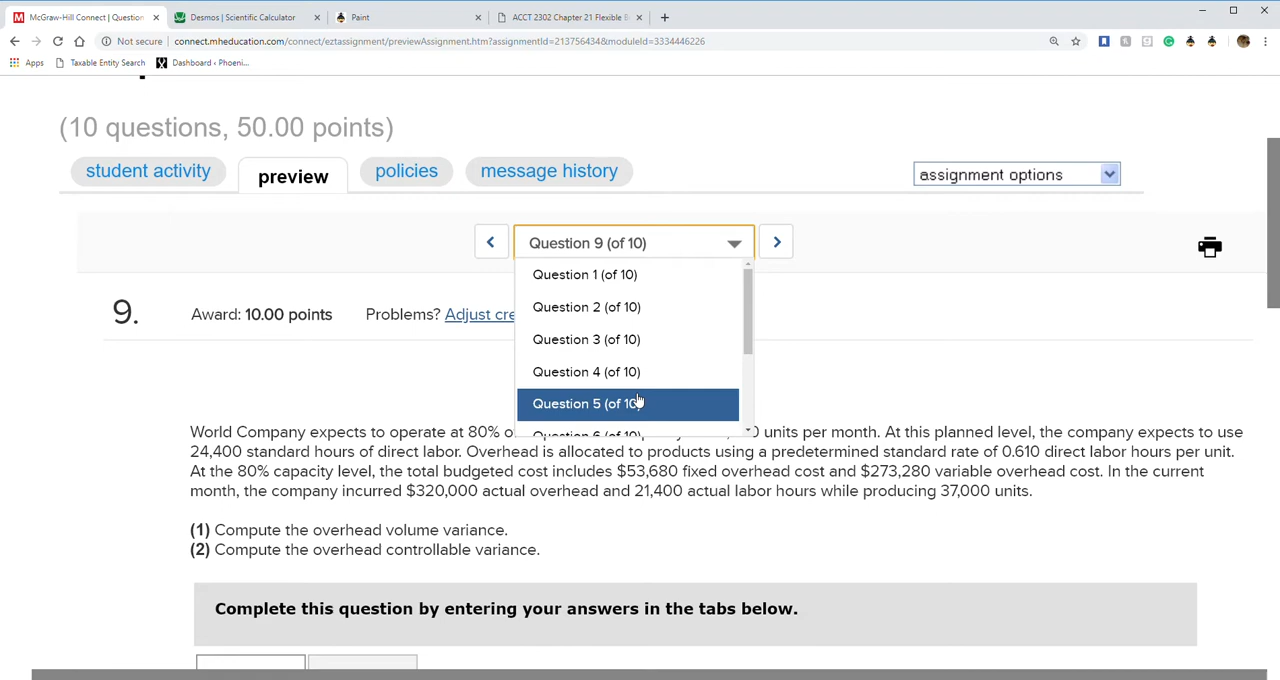 McGraw-Hill Connect | Question
Desmos | Scientific Calculator
Paint
ACCT 2302 Chapter 21 Flexible B
Not secure | connect.mheducation.com/connect/eztassignment/previewAssignment.htm?assignmentId=213756434&moduleId=3334446226
Apps
Taxable Entity Search
Dashboard ‹ Phoeni...
(10 questions, 50.00 points)
student activity
preview
policies
message history
assignment options
Question 9 (of 10)
Question 1 (of 10)
Question 2 (of 10)
Question 3 (of 10)
Question 4 (of 10)
Question 5 (of 10)
Question 6 (of 10)
9.
Award: 10.00 points
Problems? Adjust cre
World Company expects to operate at 80% o units per month. At this planned level, the company expects to use
24,400 standard hours of direct labor. Overhead is allocated to products using a predetermined standard rate of 0.610 direct labor hours per unit.
At the 80% capacity level, the total budgeted cost includes $53,680 fixed overhead cost and $273,280 variable overhead cost. In the current
month, the company incurred $320,000 actual overhead and 21,400 actual labor hours while producing 37,000 units.
(1) Compute the overhead volume variance.
(2) Compute the overhead controllable variance.
Complete this question by entering your answers in the tabs below.